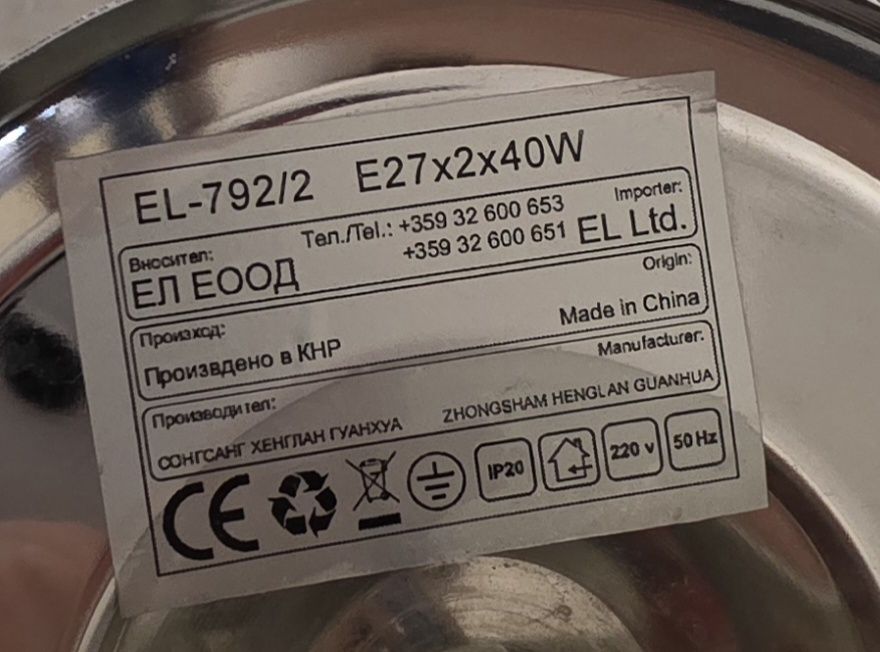 EL-792/2 E27x2x40W
Вносител: Тел./Tel.: +359 32 600 653 Importer:
ЕЛ ЕООД +359 32 600 651 EL Ltd.
Произход: Origin:
Произвдено в КНР Made in China
Производител: Manufacturer:
СОНГСАНГ ХЕНГЛАН ГУАНХУА ZHONGSHAM HENGLAN GUANHUA
CE IP20 220 v 50 Hz